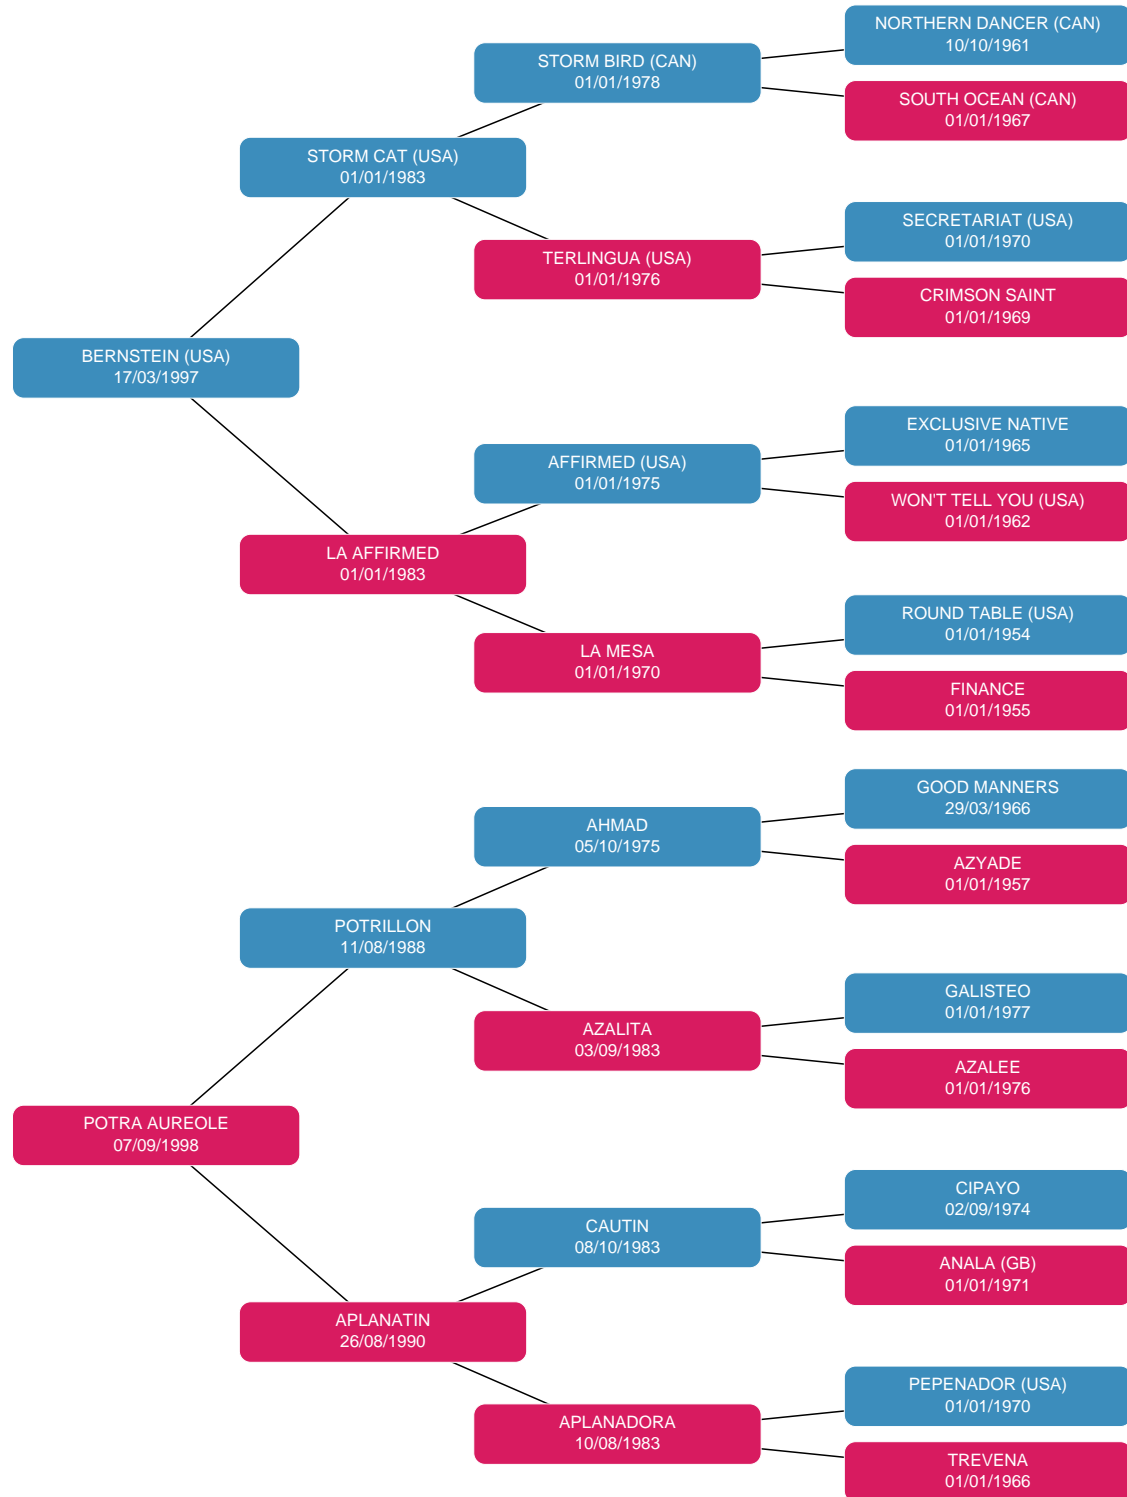 NORTHERN DANCER (CAN)
10/10/1961
STORM BIRD (CAN)
01/01/1978
SOUTH OCEAN (CAN)
01/01/1967
STORM CAT (USA)
01/01/1983
SECRETARIAT (USA)
01/01/1970
TERLINGUA (USA)
01/01/1976
CRIMSON SAINT
01/01/1969
BERNSTEIN (USA)
17/03/1997
EXCLUSIVE NATIVE
01/01/1965
AFFIRMED (USA)
01/01/1975
WON'T TELL YOU (USA)
01/01/1962
LA AFFIRMED
01/01/1983
ROUND TABLE (USA)
01/01/1954
LA MESA
01/01/1970
FINANCE
01/01/1955
GOOD MANNERS
29/03/1966
AHMAD
05/10/1975
AZYADE
01/01/1957
POTRILLON
11/08/1988
GALISTEO
01/01/1977
AZALITA
03/09/1983
AZALEE
01/01/1976
POTRA AUREOLE
07/09/1998
CIPAYO
02/09/1974
CAUTIN
08/10/1983
ANALA (GB)
01/01/1971
APLANATIN
26/08/1990
PEPENADOR (USA)
01/01/1970
APLANADORA
10/08/1983
TREVENA
01/01/1966